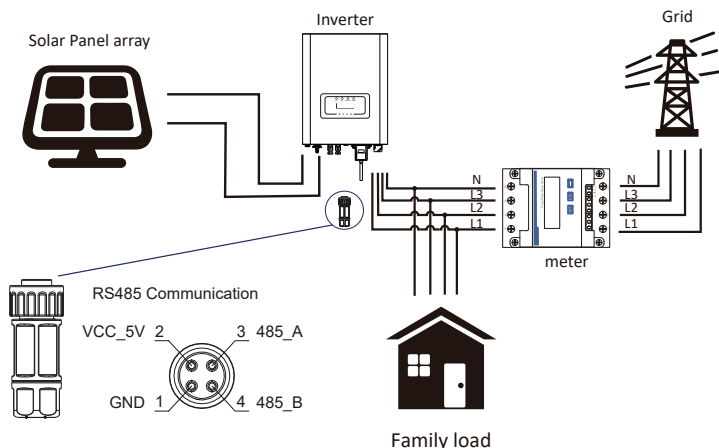 Inverter
Grid
Solar Panel array
N
L3
L2
L1
N
L3
L2
L1
meter
RS485 Communication
VCC_5V 2
3 485_A
GND 1
4 485_B
Family load